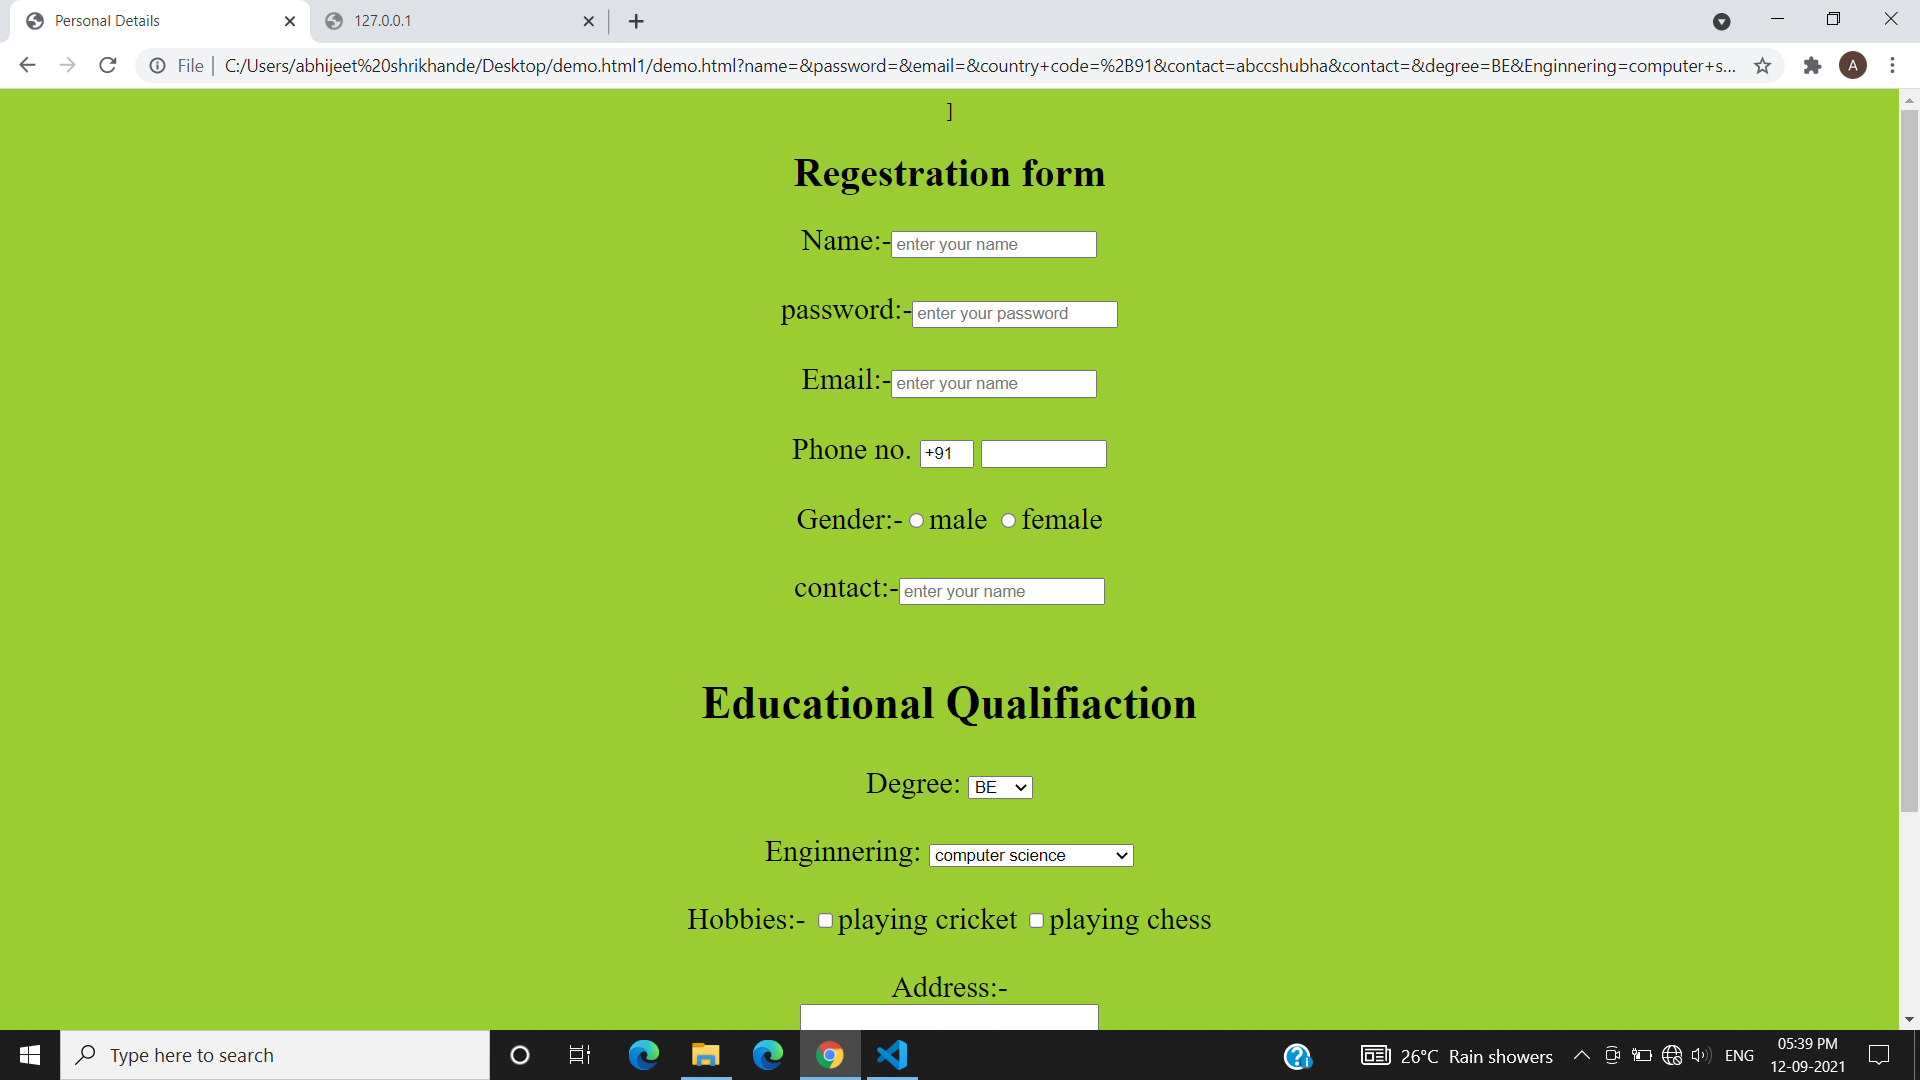 Personal Details
127.0.0.1
File | C:/Users/abhijeet%20shrikhande/Desktop/demo.html1/demo.html?name=&password=&email=&country+code=%2B91&contact=abccshubha&contact=&degree=BE&Enginnering=computer+s... A
]
Regestration form
Name:- enter your name
password:- enter your password
Email:- enter your name
Phone no. +91
Gender:- male female
contact:- enter your name
Educational Qualifiaction
Degree: BE
Enginnering: computer science
Hobbies:- playing cricket playing chess
Address:-
Type here to search
26°C Rain showers
ENG
05:39 PM
12-09-2021